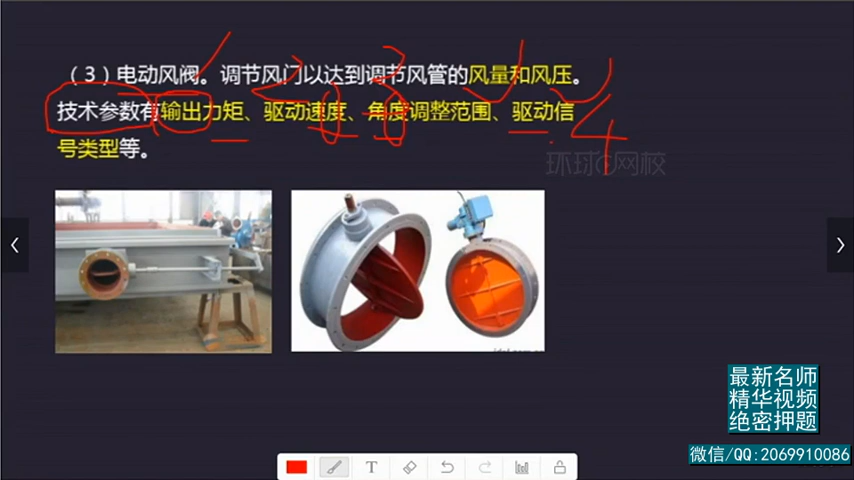 （3）电动风阀。调节风门以达到调节风管的风量和风压。
技术参数有输出力矩、驱动速度、角度调整范围、驱动信
号类型等。
环球网校
最新名师
精华视频
绝密押题
微信/QQ:2069910086
T